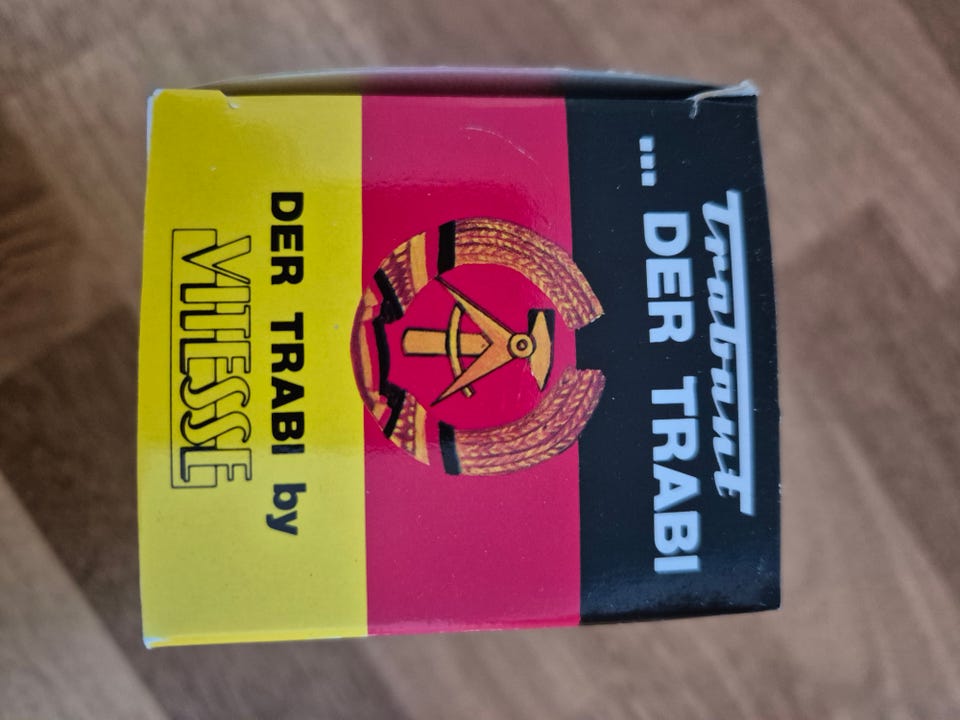 Trabant
... DER TRABI
DER TRABI by
VITESSE